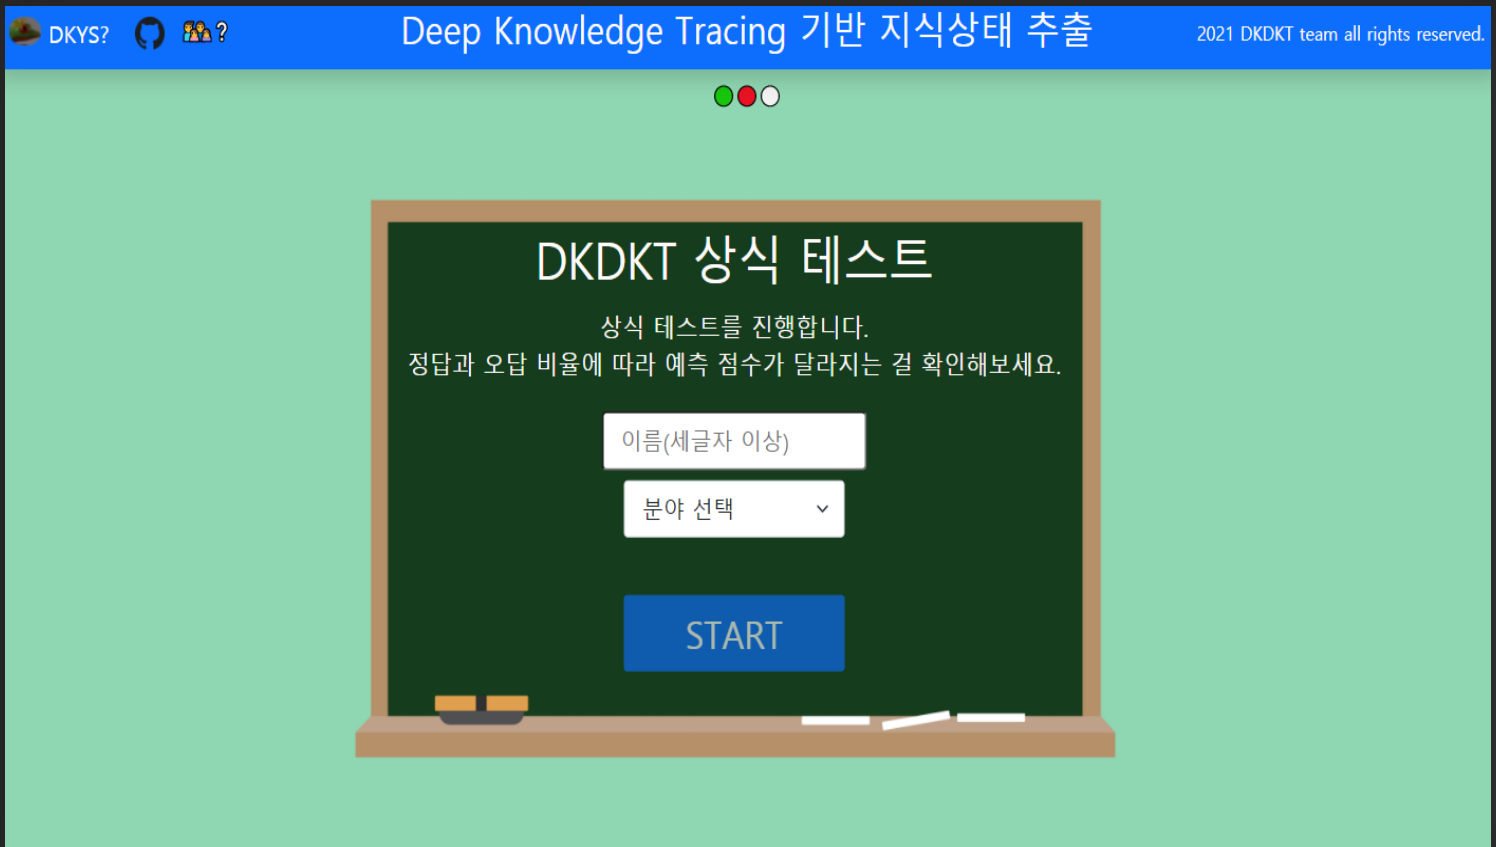 DKYS?
?
Deep Knowledge Tracing 기반 지식상태 추출
2021 DKDKT team all rights reserved.
DKDKT 상식 테스트
상식 테스트를 진행합니다.
정답과 오답 비율에 따라 예측 점수가 달라지는 걸 확인해보세요.
이름(세글자 이상)
분야 선택
START